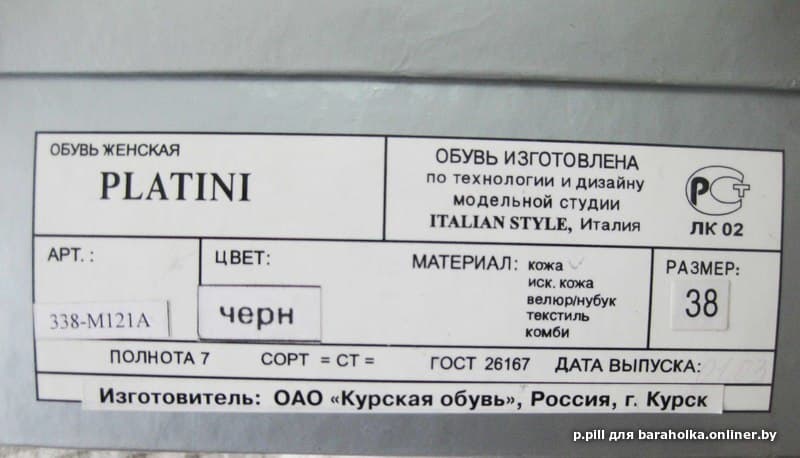 ОБУВЬ ЖЕНСКАЯ
PLATINI
ОБУВЬ ИЗГОТОВЛЕНА
по технологии и дизайну
модельной студии
ITALIAN STYLE, Италия
РСТ
ЛК 02
АРТ. :
338-М121А
ЦВЕТ:
черн
МАТЕРИАЛ: кожа
иск. кожа
велюр/нубук
текстиль
комби
РАЗМЕР:
38
ПОЛНОТА 7 СОРТ = СТ = ГОСТ 26167 ДАТА ВЫПУСКА:
Изготовитель: ОАО «Курская обувь», Россия, г. Курск
p.pill для baraholka.onliner.by